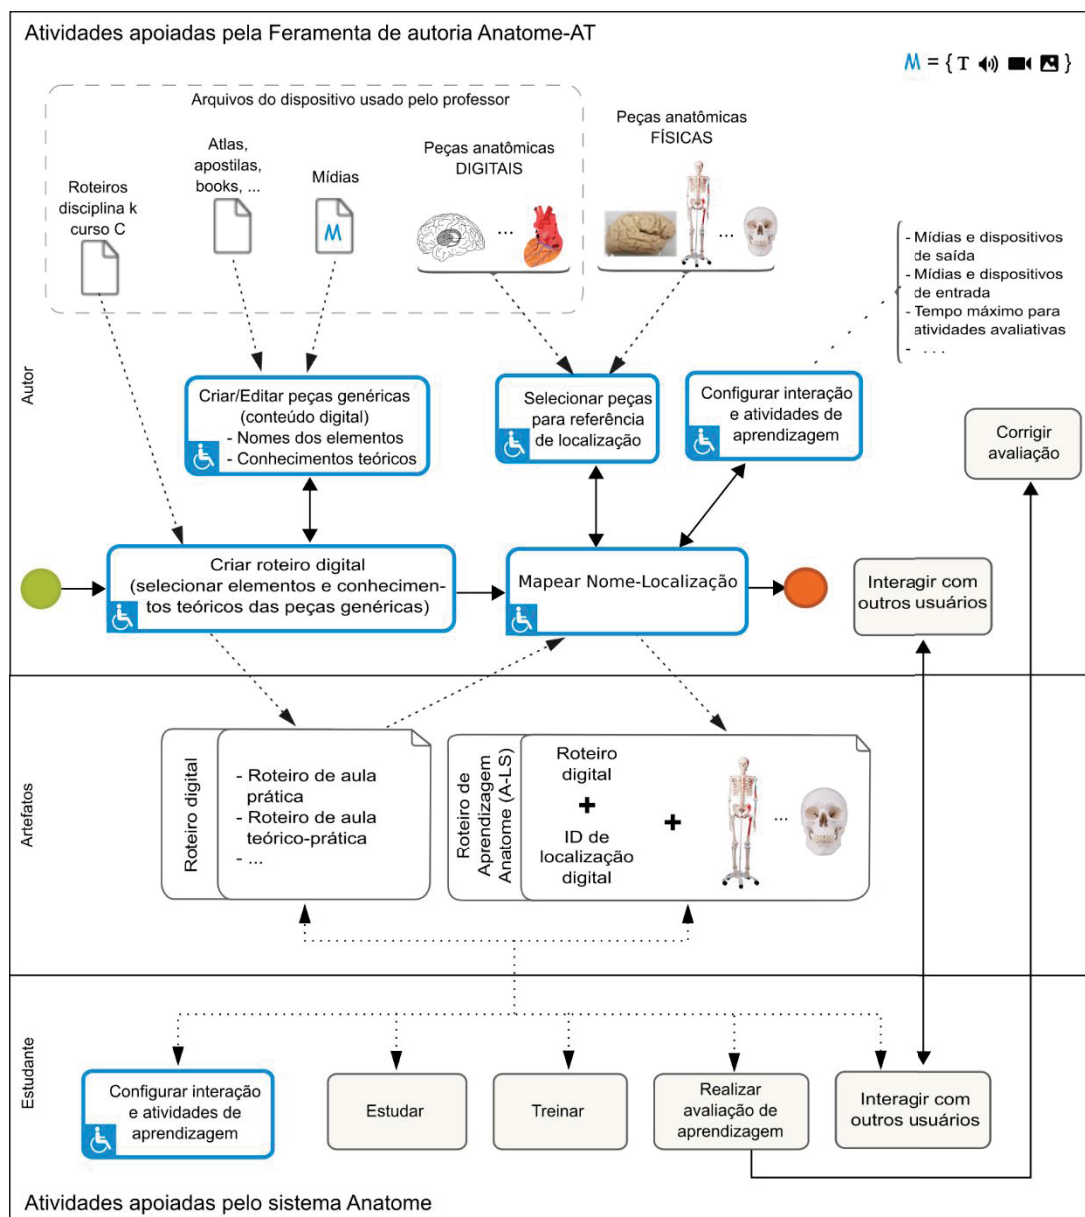 Atividades apoiadas pela Feramenta de autoria Anatome-AT
M = { T }
Arquivos do dispositivo usado pelo professor
Roteiros
disciplina k
curso C
Atlas,
apostilas,
books, ...
Mídias
M
Peças anatômicas
DIGITAIS
...
Peças anatômicas
FÍSICAS
...
- Mídias e dispositivos
de saída
- Mídias e dispositivos
de entrada
- Tempo máximo para
atividades avaliativas
- . . .
Autor
Criar/Editar peças genéricas
(conteúdo digital)
- Nomes dos elementos
- Conhecimentos teóricos
Selecionar peças
para referência
de localização
Configurar interação
e atividades de
aprendizagem
Corrigir
avaliação
Criar roteiro digital
(selecionar elementos e conhecimen-
tos teóricos das peças genéricas)
Mapear Nome-Localização
Interagir com
outros usuários
Artefatos
Roteiro digital
- Roteiro de aula
prática
- Roteiro de aula
teórico-prática
- ...
Roteiro de
Aprendizagem
Anatome (A-LS)
Roteiro
digital
+
ID de
localização
digital
+
...
Estudante
Configurar interação
e atividades de
aprendizagem
Estudar
Treinar
Realizar
avaliação de
aprendizagem
Interagir com
outros usuários
Atividades apoiadas pelo sistema Anatome